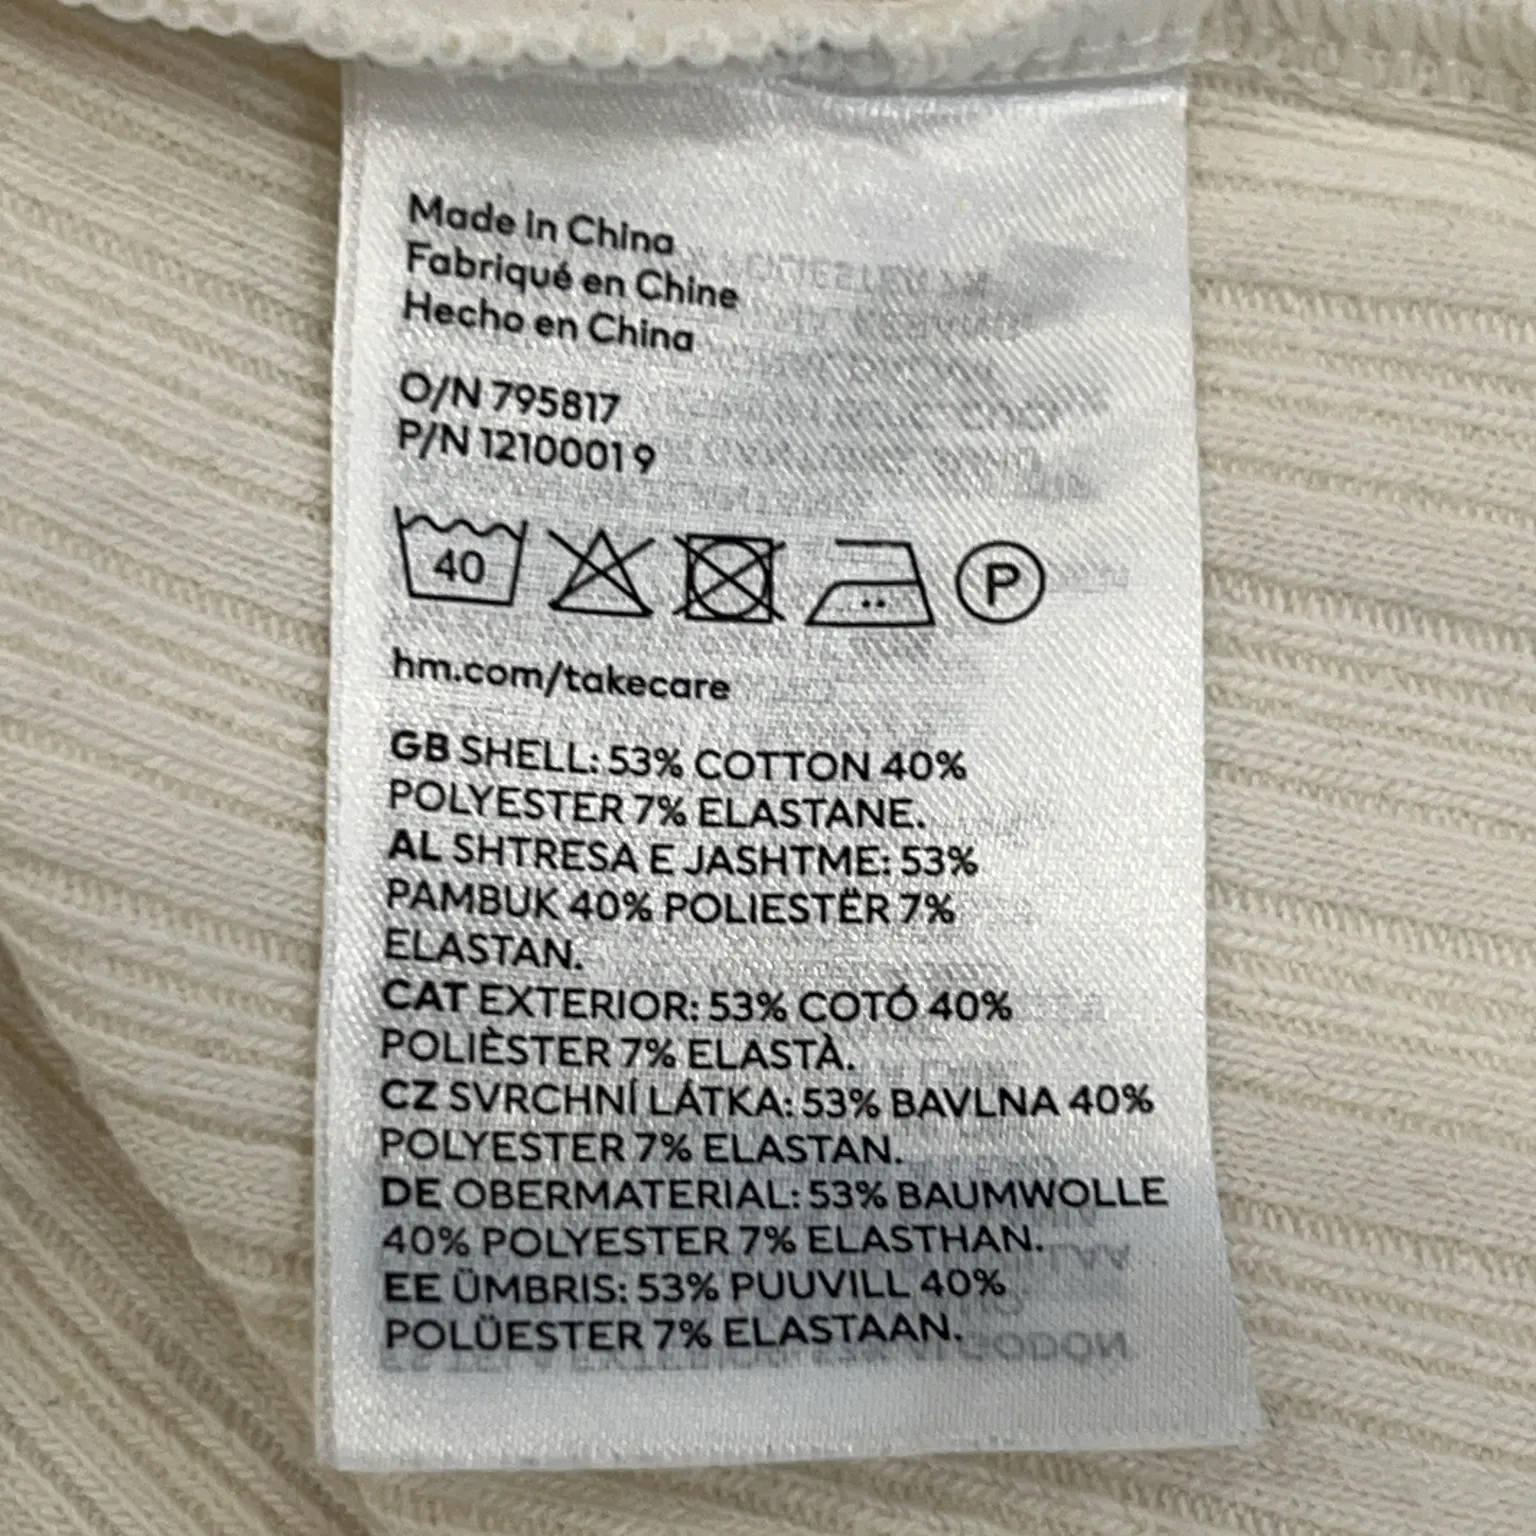 Made in China
Fabriqué en Chine
Hecho en China
O/N 795817
P/N 1210001 9
40
P
hm.com/takecare
GB SHELL: 53% COTTON 40%
POLYESTER 7% ELASTANE.
AL SHTRESA E JASHTME: 53%
PAMBUK 40% POLIESTËR 7%
ELASTAN.
CAT EXTERIOR: 53% COTÓ 40%
POLIÈSTER 7% ELASTÀ.
CZ SVRCHNÍ LÁTKA: 53% BAVLNA 40%
POLYESTER 7% ELASTAN.
DE OBERMATERIAL: 53% BAUMWOLLE
40% POLYESTER 7% ELASTHAN.
EE ÜMBRIS: 53% PUUVILL 40%
POLÜESTER 7% ELASTAAN.